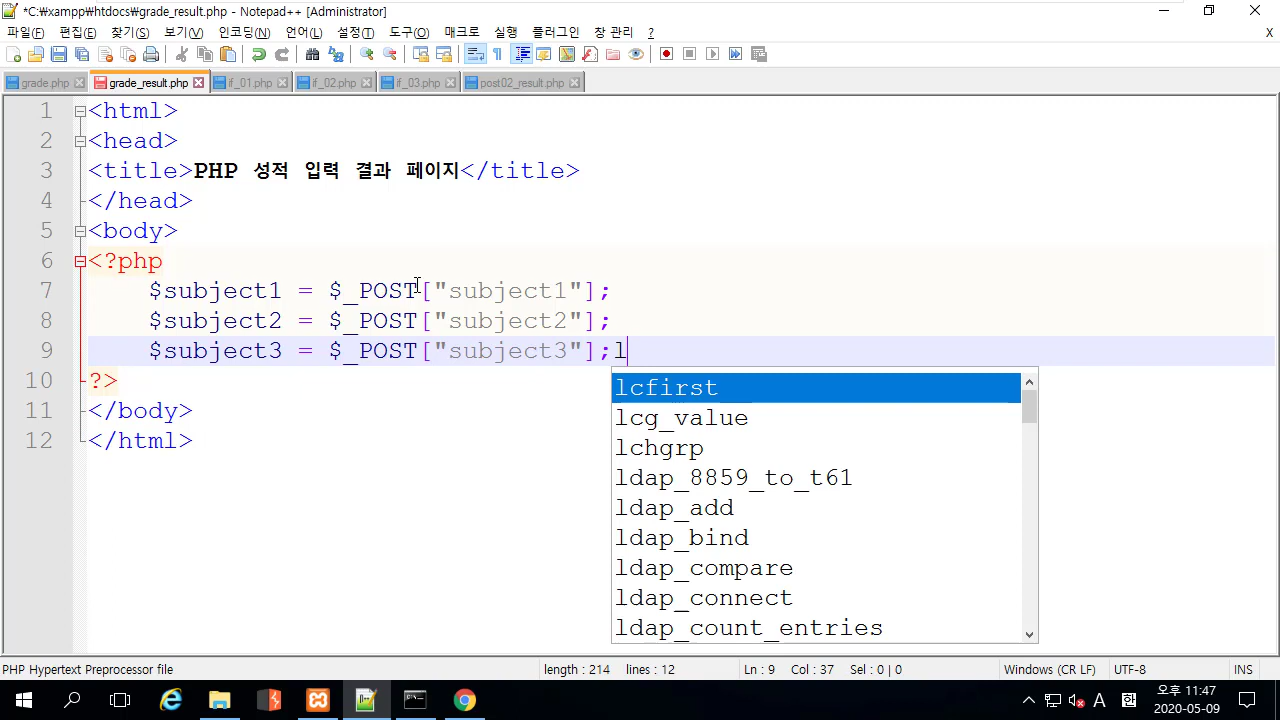 *C:₩xampp₩htdocs₩grade_result.php - Notepad++ [Administrator]
파일(F) 편집(E) 찾기(S) 보기(V) 인코딩(N) 언어(L) 설정(T) 도구(O) 매크로 실행 플러그인 창 관리 ? X
grade.php grade_result.php if_01.php if_02.php if_03.php post02_result.php
1 <html>
2 <head>
3 <title>PHP 성적 입력 결과 페이지</title>
4 </head>
5 <body>
6 <?php
7 $subject1 = $_POST["subject1"];
8 $subject2 = $_POST["subject2"];
9 $subject3 = $_POST["subject3"];l
10 ?>
11 </body>
12 </html>
lcfirst
lcg_value
lchgrp
ldap_8859_to_t61
ldap_add
ldap_bind
ldap_compare
ldap_connect
ldap_count_entries
PHP Hypertext Preprocessor file length : 214 lines : 12 Ln : 9 Col : 37 Sel : 0 | 0 Windows (CR LF) UTF-8 INS
A 한 오후 11:47
2020-05-09